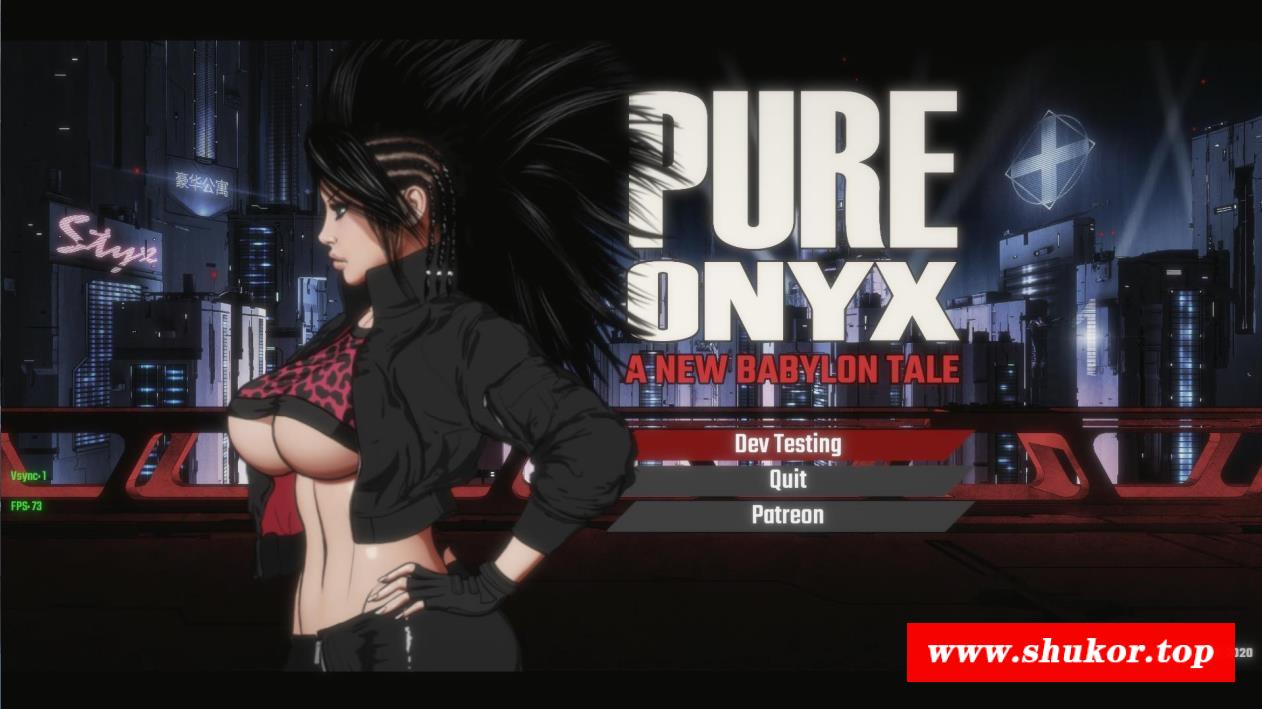 PURE
ONYX
A NEW BABYLON TALE
豪华公寓
Styx
Dev Testing
Quit
Patreon
Vsync: 1
FPS: 73
www.shukor.top